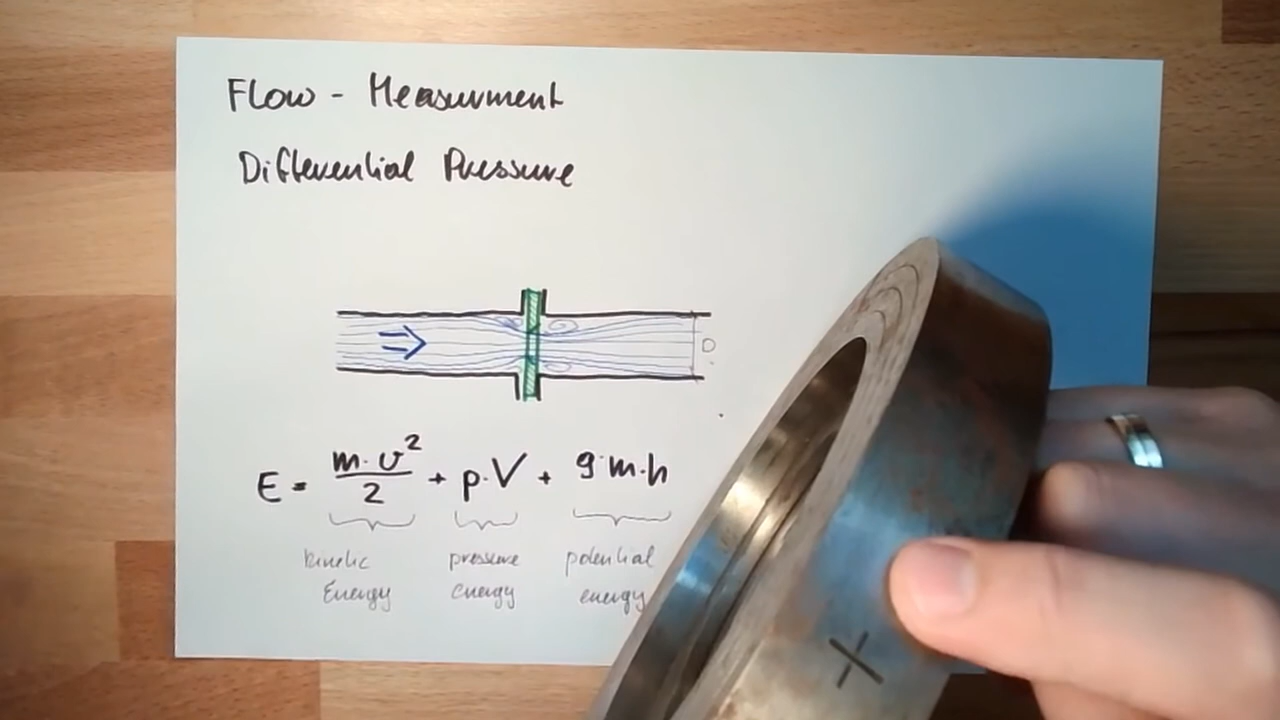 Flow - Measurment
Differential Pressure
D
E = m·v²/2 + p·V + g·m·h
kinetic pressure potential
Energy energy energy
X